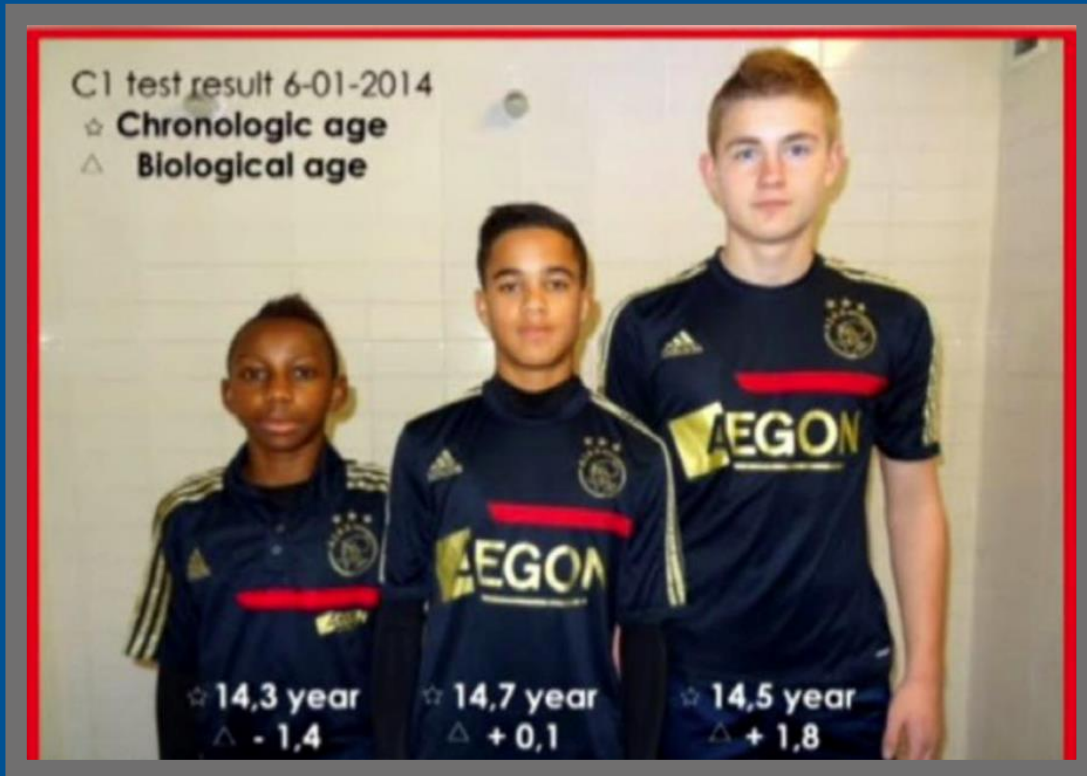 C1 test result 6-01-2014
☆ Chronologic age
△ Biological age
AEGON
AEGON
☆ 14,3 year
△ - 1,4
☆ 14,7 year
△ + 0,1
☆ 14,5 year
△ + 1,8